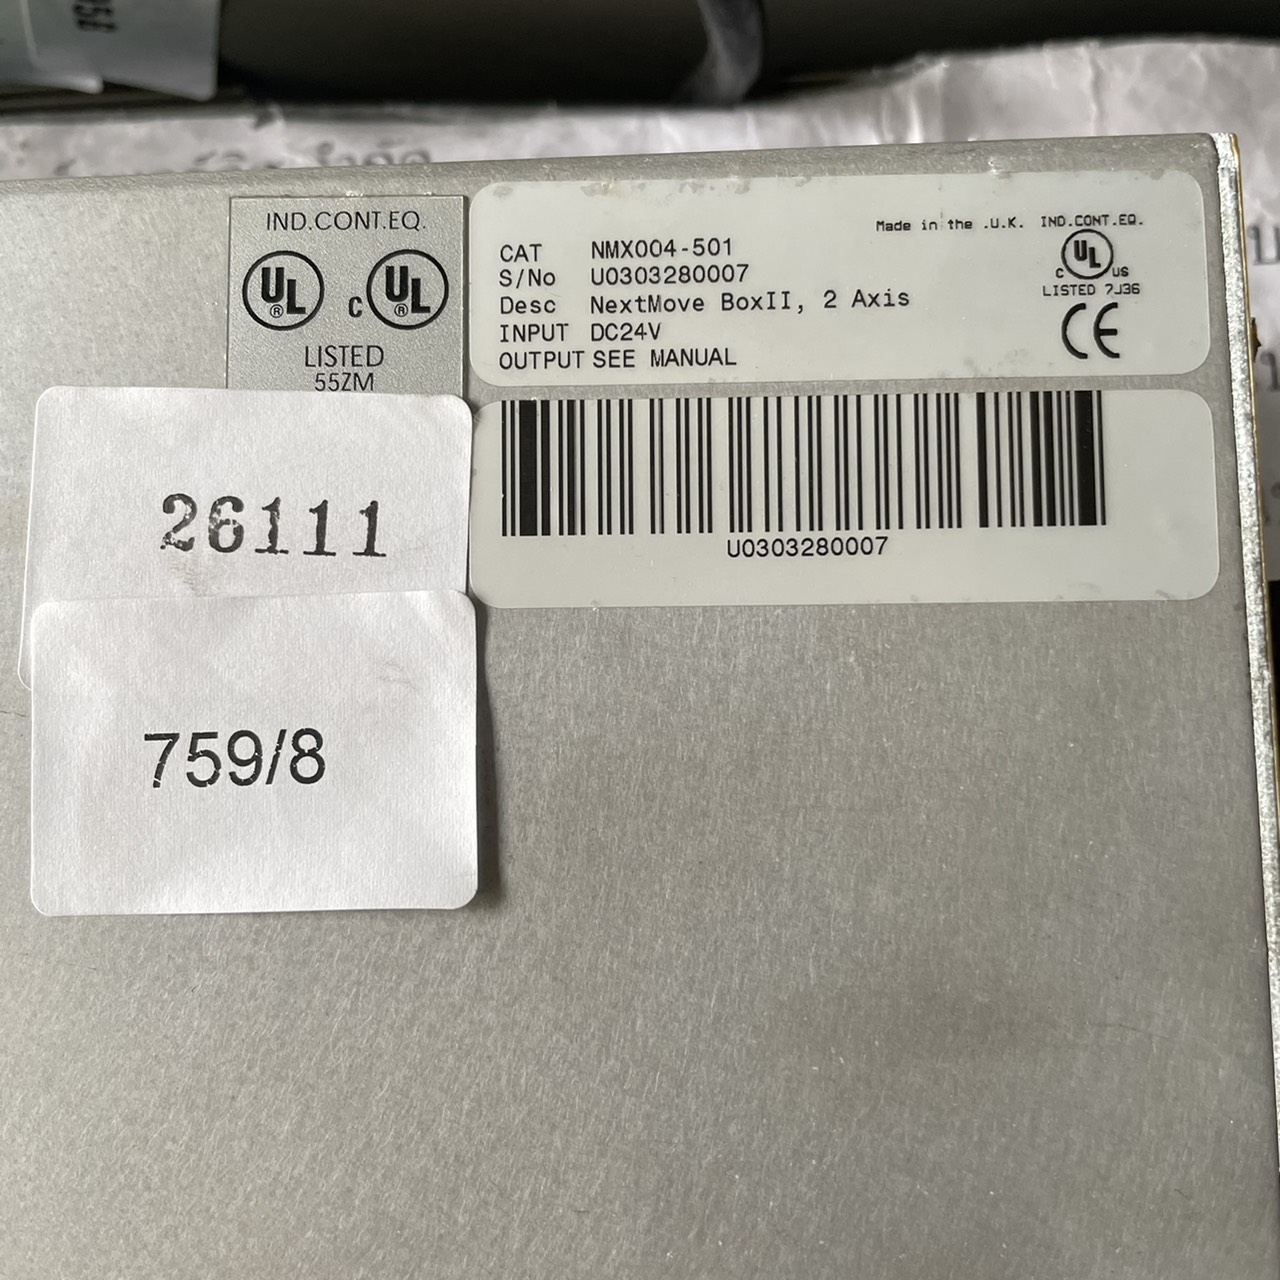 IND.CONT.EQ.
UL ® c UL ®
LISTED
55ZM
Made in the .U.K. IND.CONT.EQ.
CAT NMX004-501
S/No U0303280007
Desc NextMove BoxII, 2 Axis
INPUT DC24V
OUTPUT SEE MANUAL
c UL ® US
LISTED 7J36
CE
U0303280007
26111
759/8